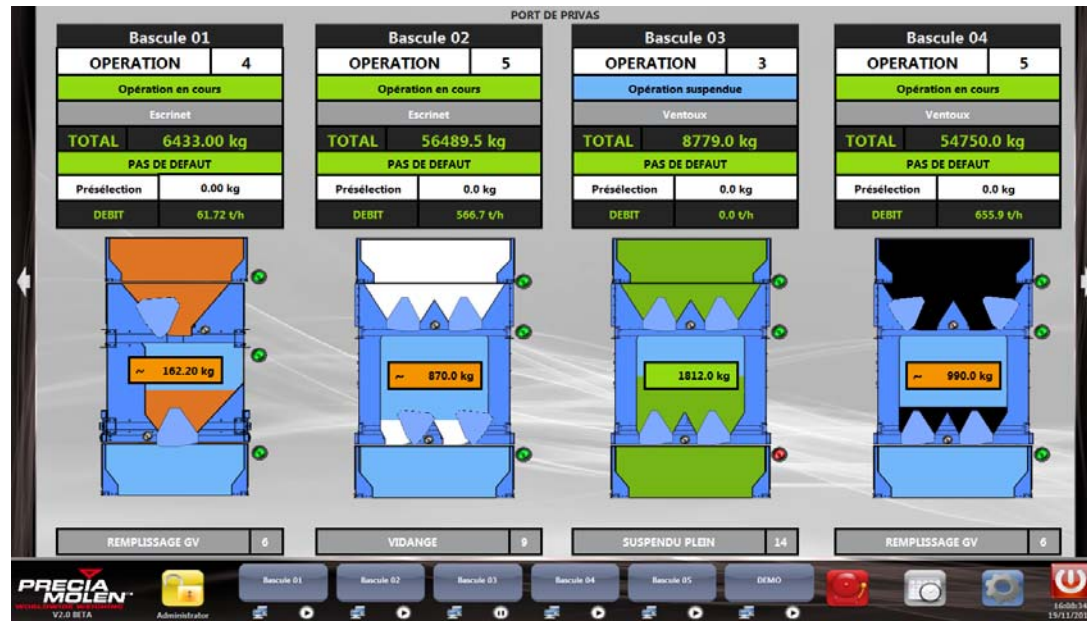 PORT DE PRIVAS
Bascule 01
OPERATION 4
Opération en cours
Escrinet
TOTAL 6433.00 kg
PAS DE DEFAUT
Présélection 0.00 kg
DEBIT 61.72 t/h
~ 162.20 kg
REMPLISSAGE GV 6
Bascule 02
OPERATION 5
Opération en cours
Escrinet
TOTAL 56489.5 kg
PAS DE DEFAUT
Présélection 0.0 kg
DEBIT 566.7 t/h
~ 870.0 kg
VIDANGE 9
Bascule 03
OPERATION 3
Opération suspendue
Ventoux
TOTAL 8779.0 kg
PAS DE DEFAUT
Présélection 0.0 kg
DEBIT 0.0 t/h
1812.0 kg
SUSPENDU PLEIN 14
Bascule 04
OPERATION 5
Opération en cours
Ventoux
TOTAL 54750.0 kg
PAS DE DEFAUT
Présélection 0.0 kg
DEBIT 655.9 t/h
~ 990.0 kg
REMPLISSAGE GV 6
PRECIA
MOLEN
WORLDWIDE WEIGHING
V2.0 BETA
Administrator
Bascule 01
Bascule 02
Bascule 03
Bascule 04
Bascule 05
DEMO